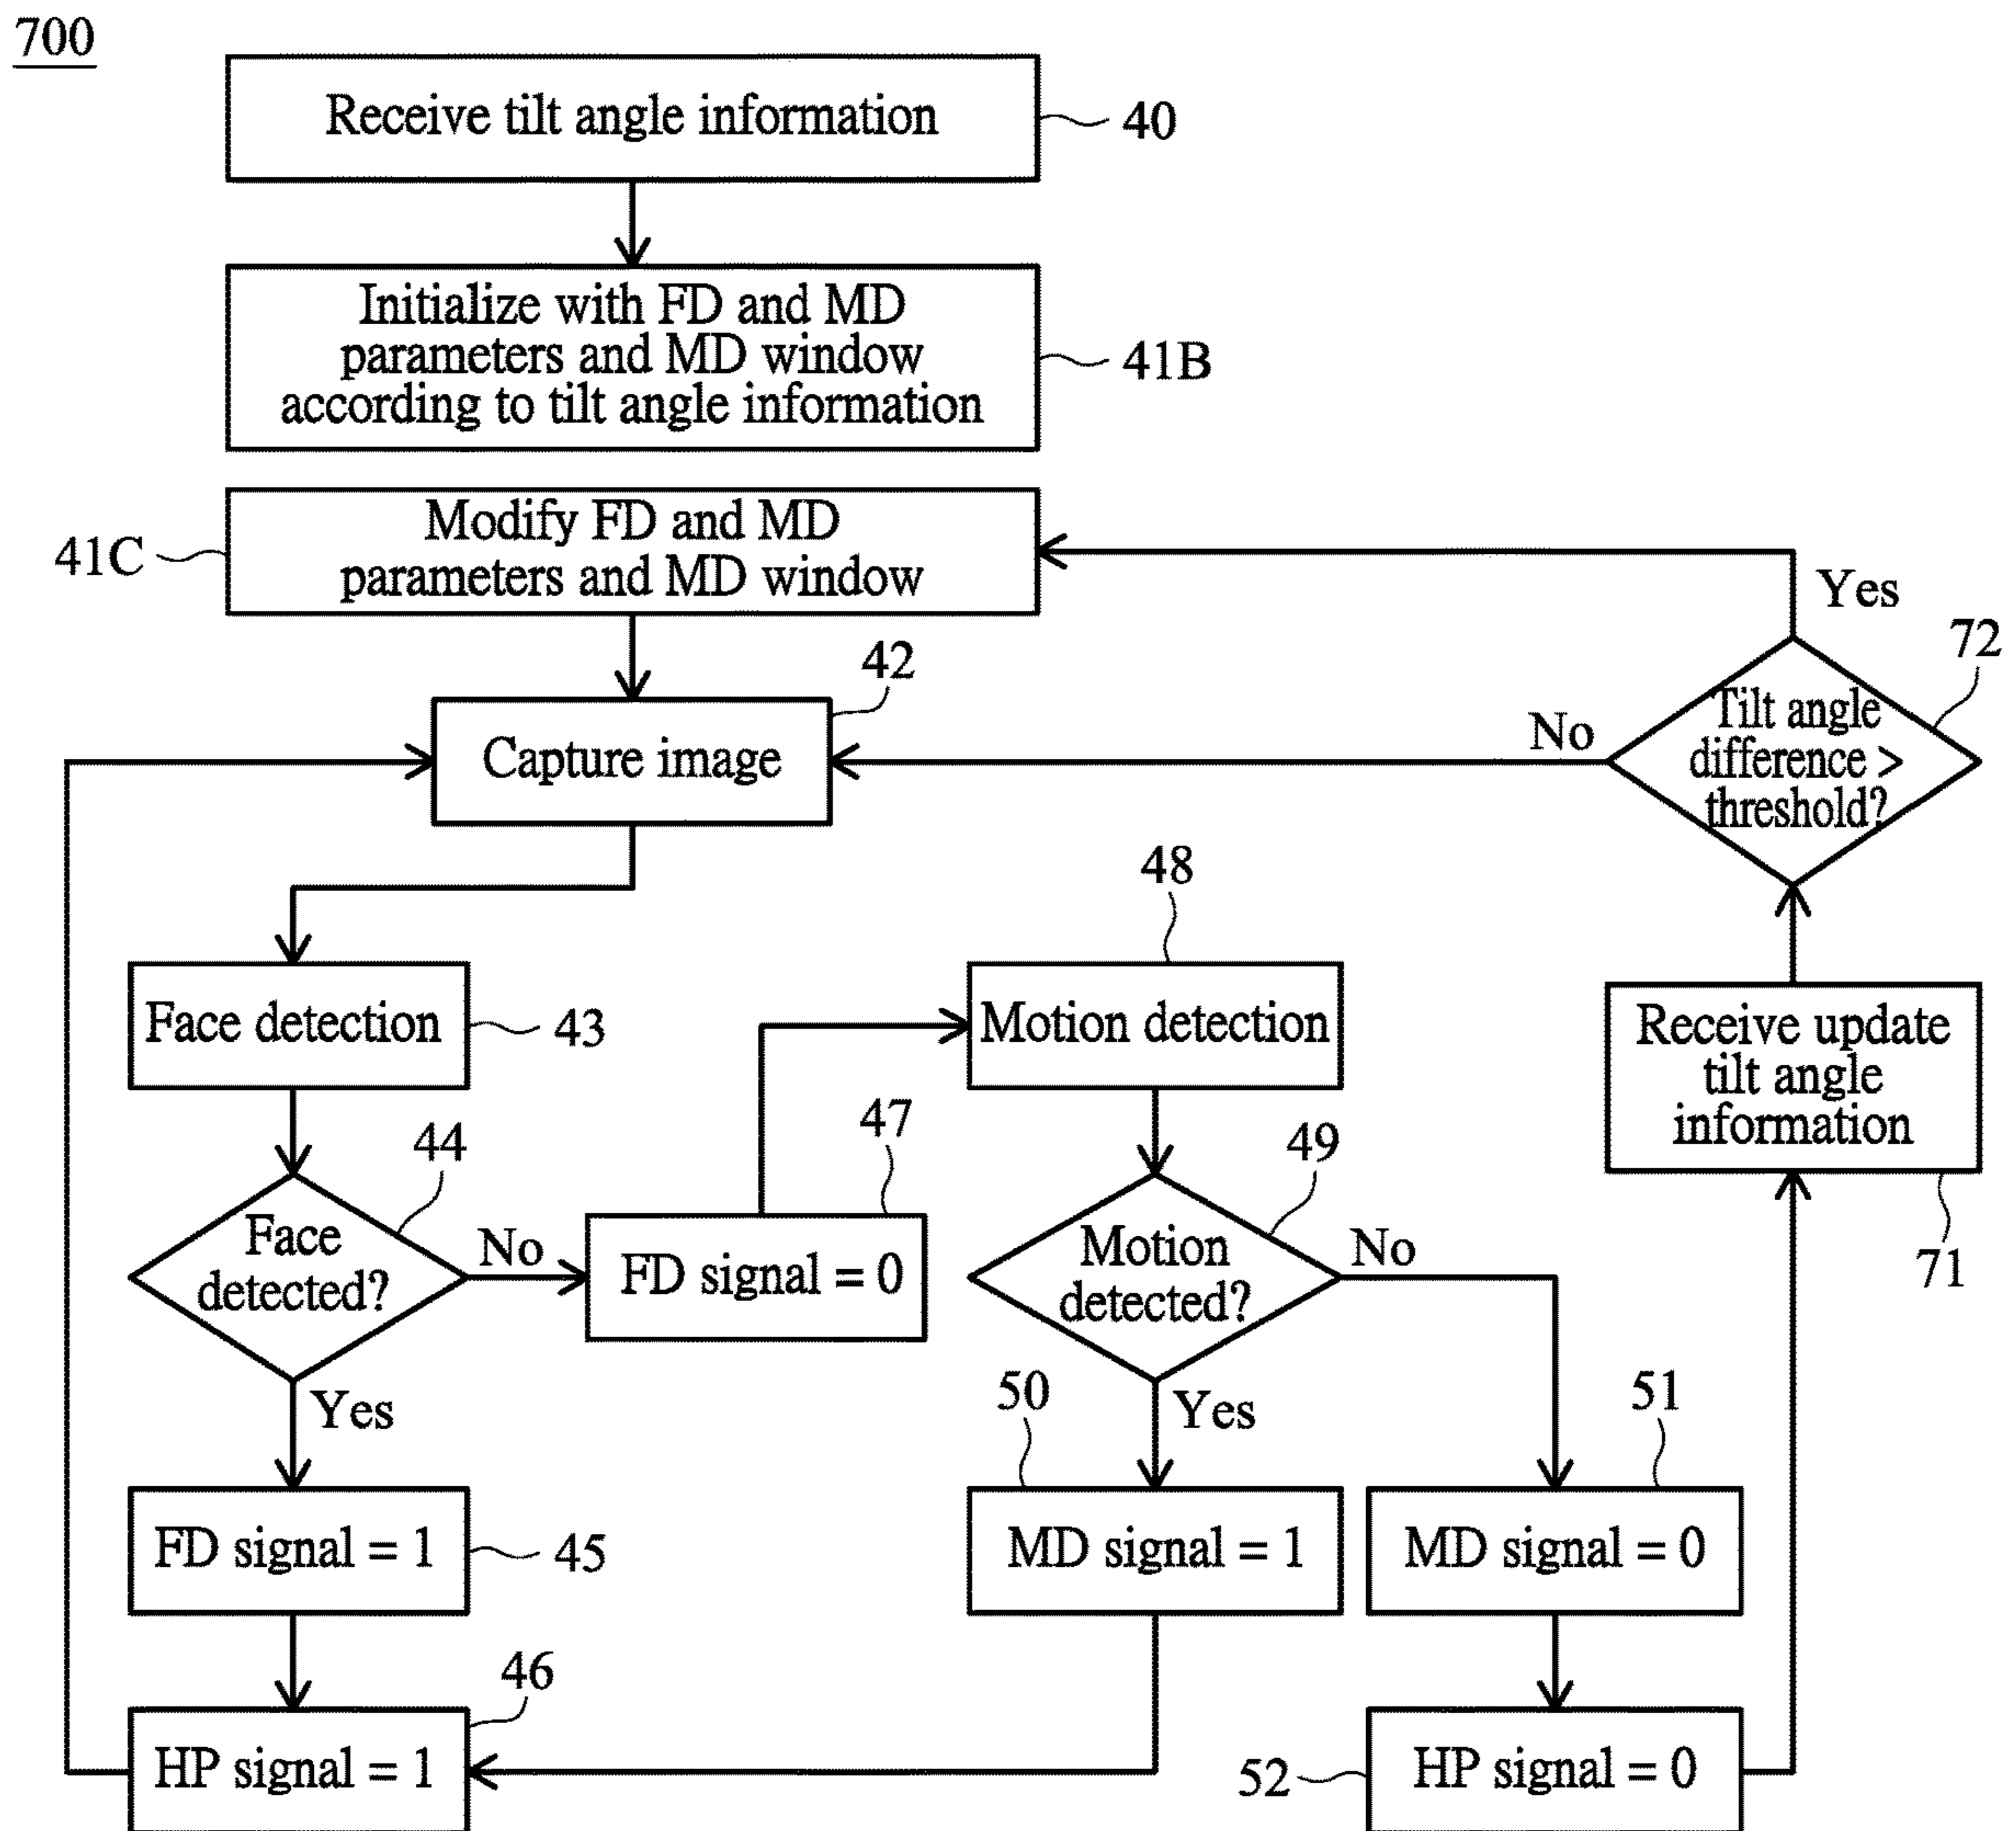 700
Receive tilt angle information
40
Initialize with FD and MD
parameters and MD window
according to tilt angle information
41B
Modify FD and MD
parameters and MD window
41C
Yes
42
72
Capture image
No
Tilt angle
difference >
threshold?
48
Face detection
43
Motion detection
Receive update
tilt angle
information
71
44
47
49
Face
detected?
No
FD signal = 0
Motion
detected?
No
Yes
50
Yes
51
FD signal = 1
45
MD signal = 1
MD signal = 0
46
HP signal = 1
52
HP signal = 0